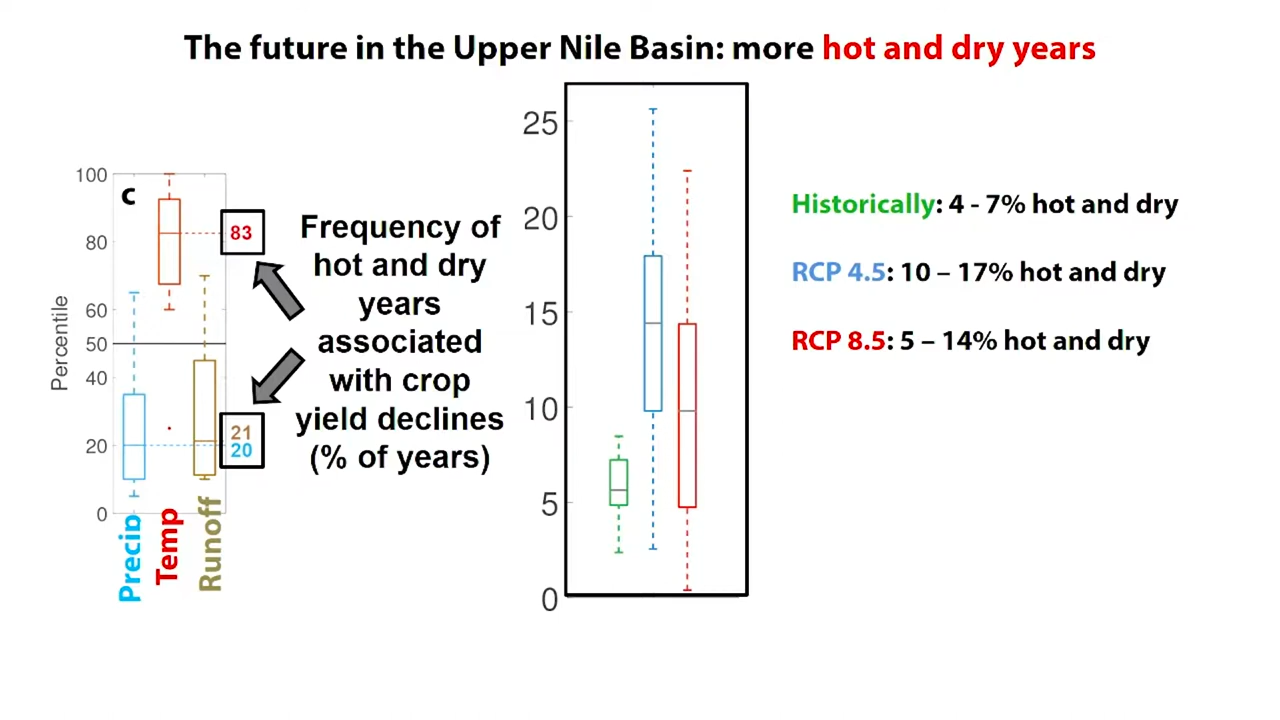 The future in the Upper Nile Basin: more hot and dry years
100
80
60
50
40
20
0
Percentile
c
83
21
20
Precip
Temp
Runoff
Frequency of
hot and dry
years
associated
with crop
yield declines
(% of years)
25
20
15
10
5
0
Historically: 4 - 7% hot and dry
RCP 4.5: 10 – 17% hot and dry
RCP 8.5: 5 – 14% hot and dry